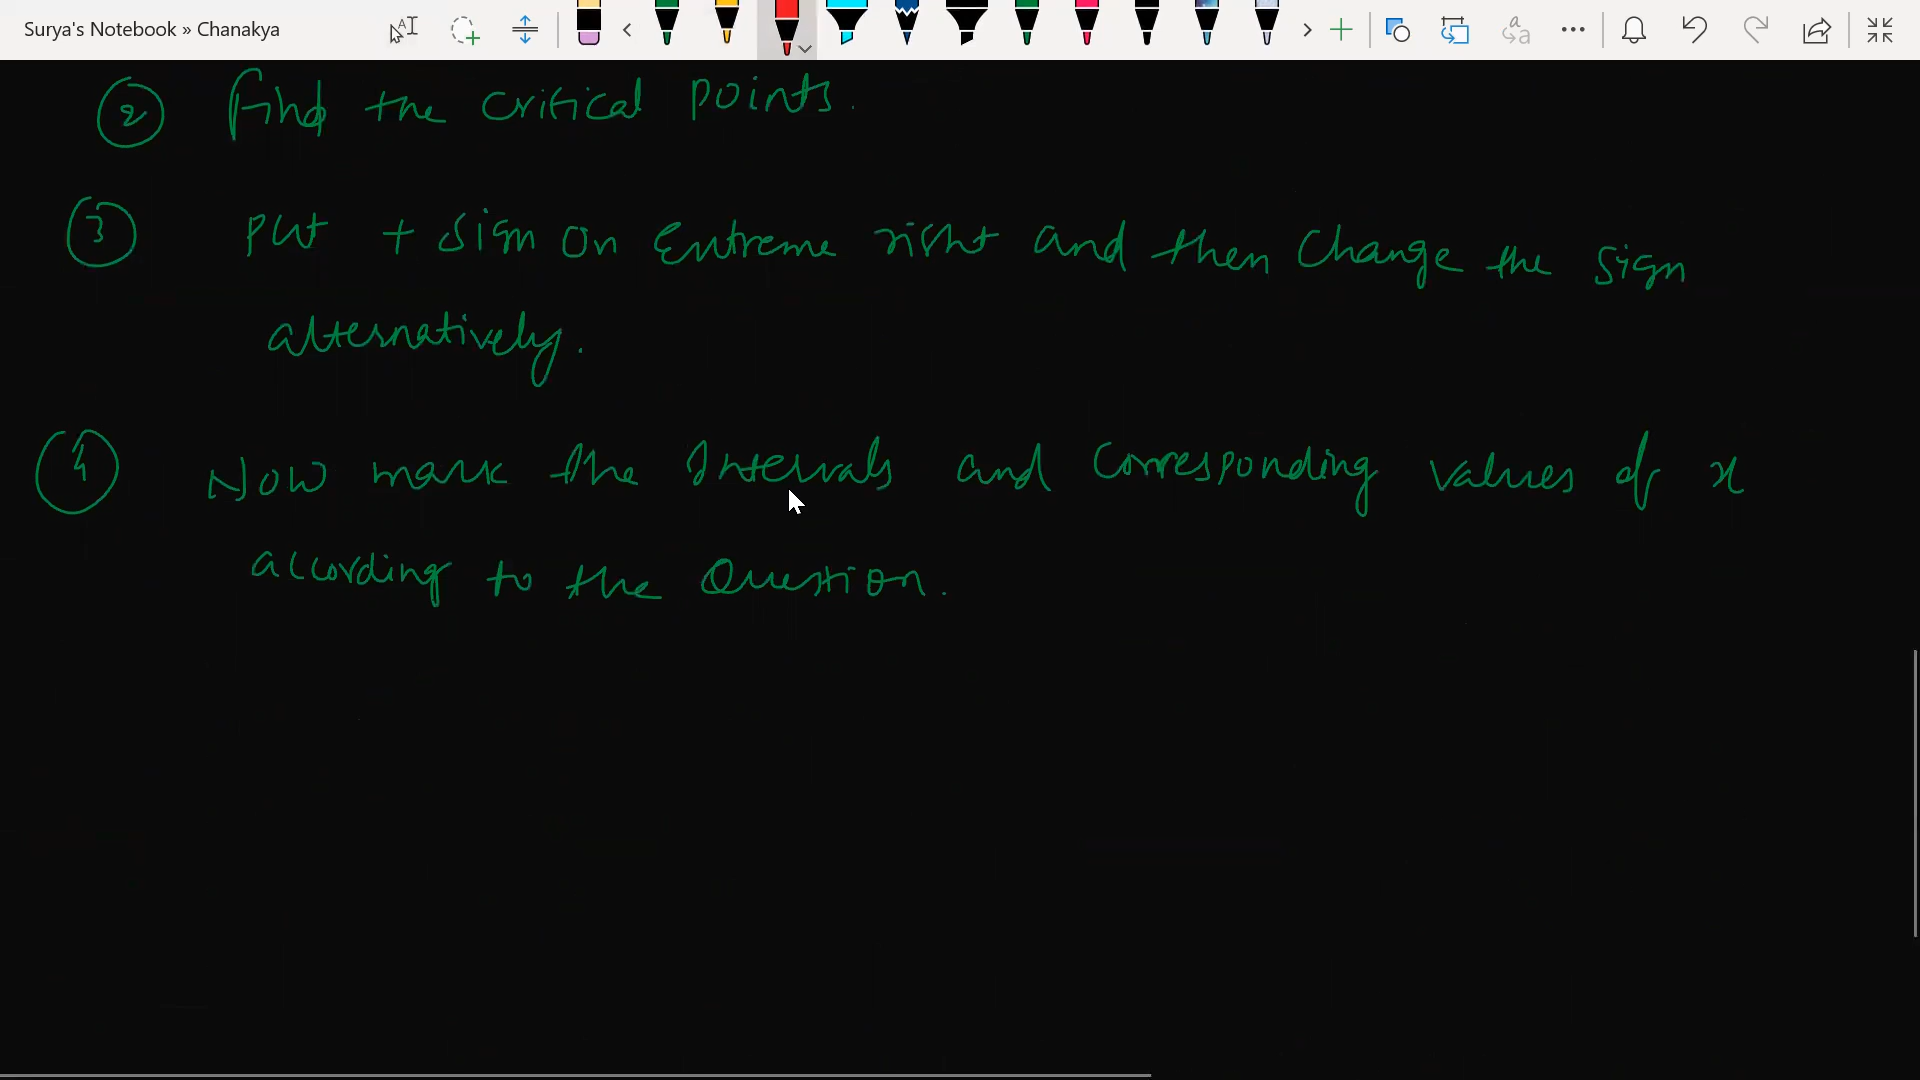 Surya's Notebook » Chanakya
② Find the critical points.
③ Put + sign on Extreme right and then change the sign
alternatively.
④ Now mark the Intervals and Corresponding values of x
according to the Question.